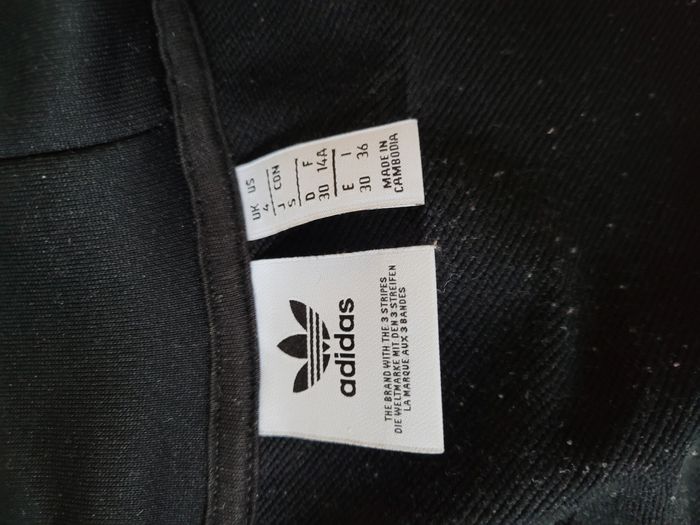 adidas
THE BRAND WITH THE 3 STRIPES
DIE WELTMARKE MIT DEN 3 STREIFEN
LA MARQUE AUX 3 BANDES
UK US
4
J CDN
S
D F
30 14A
E I
30 36
MADE IN
CAMBODIA